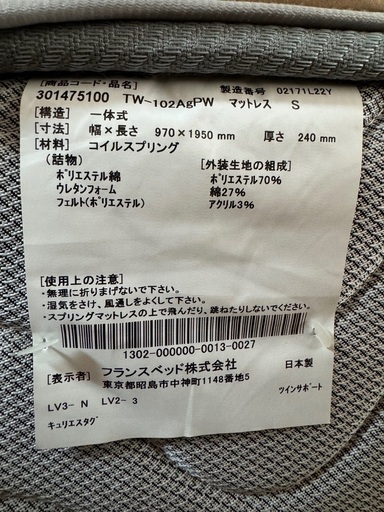 [商品コード・品名]
301475100 TW-102AgPW マットレス S
製造番号 02171L22Y
[構造] 一体式
[寸法] 幅×長さ 970×1950 mm 厚さ 240 mm
[材料] コイルスプリング
(詰物)
ポリエステル綿
ウレタンフォーム
フェルト(ポリエステル)
[外装生地の組成]
ポリエステル70%
綿27%
アクリル3%
[使用上の注意]
・無理に折りまげないで下さい。
・湿気をさけ、風通しをよくして下さい。
・スプリングマットレスの上で飛んだり、跳ねたりしないでください。
1302-000000-0013-0027
[表示者] フランスベッド株式会社
東京都昭島市中神町1148番地5
日本製
LV3- N LV2- 3
ツインサポート
キュリエスタグ